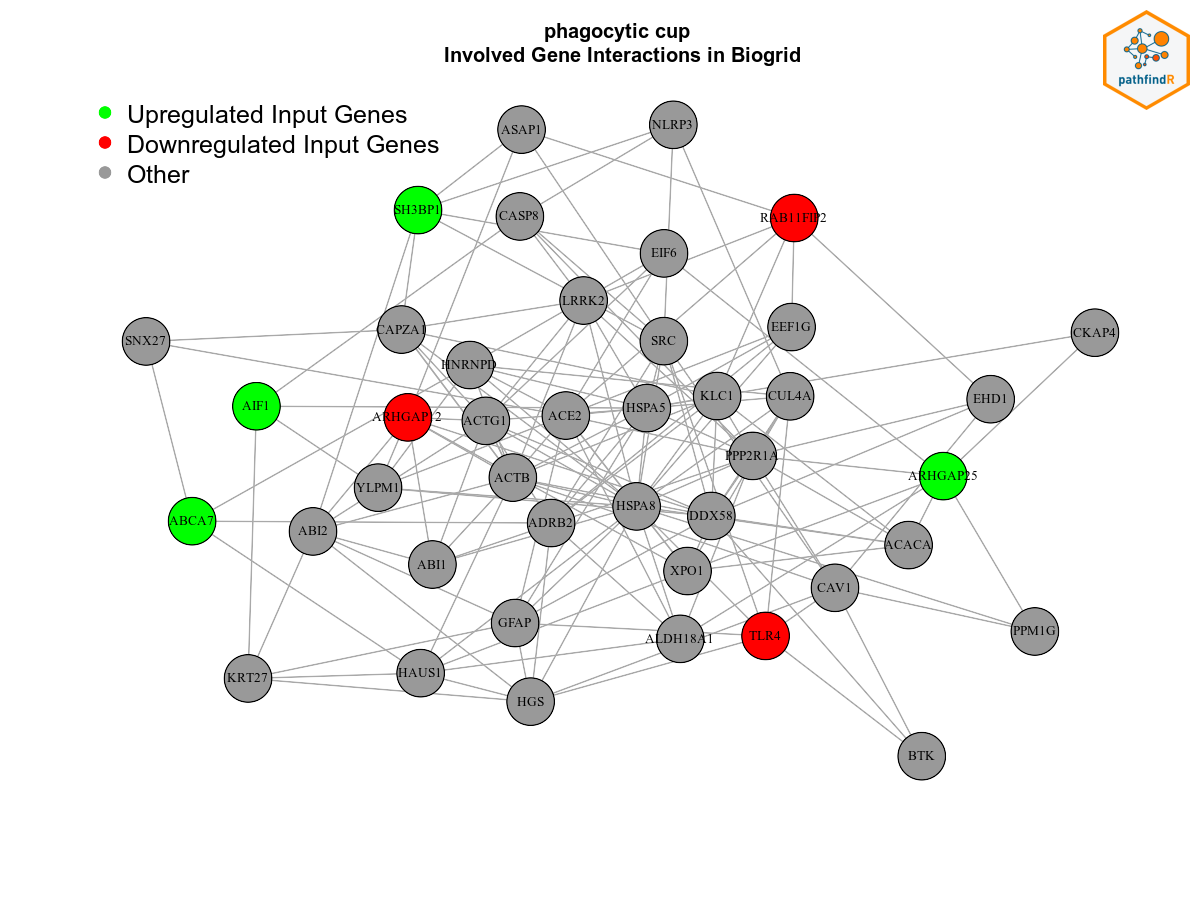 phagocytic cup
Involved Gene Interactions in Biogrid
pathfindR
Upregulated Input Genes
Downregulated Input Genes
Other
ASAP1
NLRP3
SH3BP1
CASP8
RAB11FIP2
EIF6
LRRK2
CAPZA1
SRC
EEF1G
CKAP4
SNX27
HNRNPD
AIF1
ARHGAP12
ACTG1
ACE2
HSPA5
KLC1
CUL4A
EHD1
PPP2R1A
ARHGAP25
YLPM1
ACTB
ABCA7
ABI2
ADRB2
HSPA8
DDX58
ACACA
ABI1
XPO1
CAV1
GFAP
ALDH18A1
TLR4
PPM1G
KRT27
HAUS1
HGS
BTK